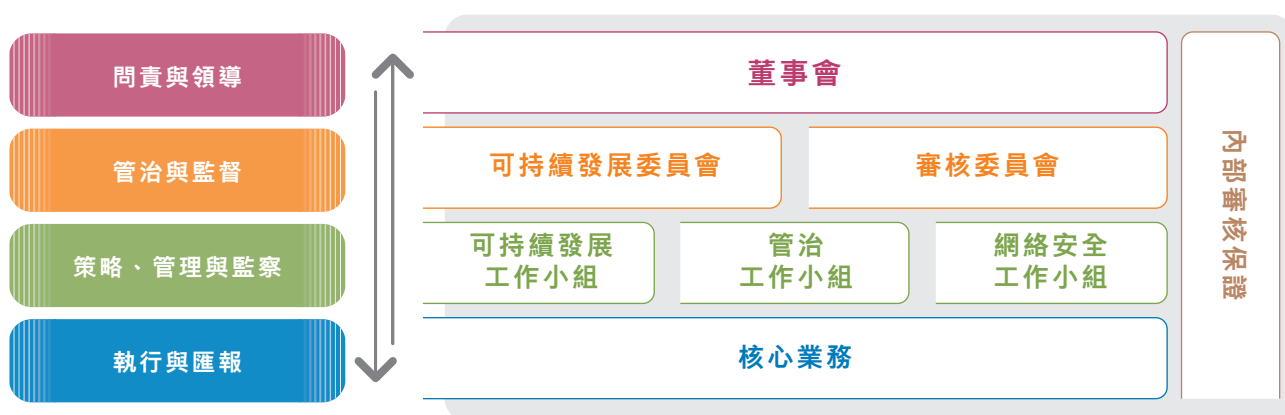 問責與領導
董事會
管治與監督
可持續發展委員會
審核委員會
策略、管理與監察
可持續發展
工作小組
管治
工作小組
網絡安全
工作小組
執行與匯報
核心業務
內部審核保證